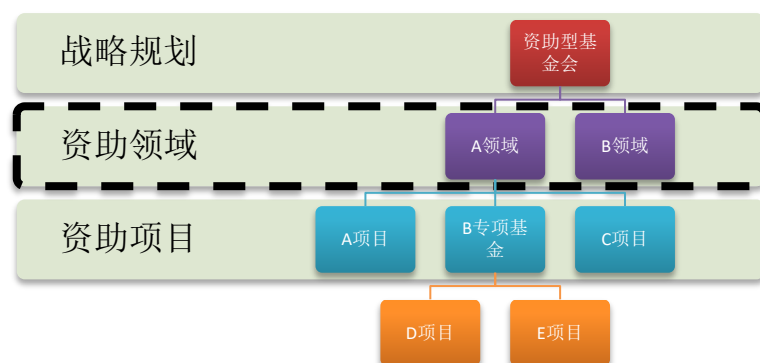 战略规划
资助型基
金会
资助领域
A领域
B领域
资助项目
A项目
B专项基
金
C项目
D项目
E项目